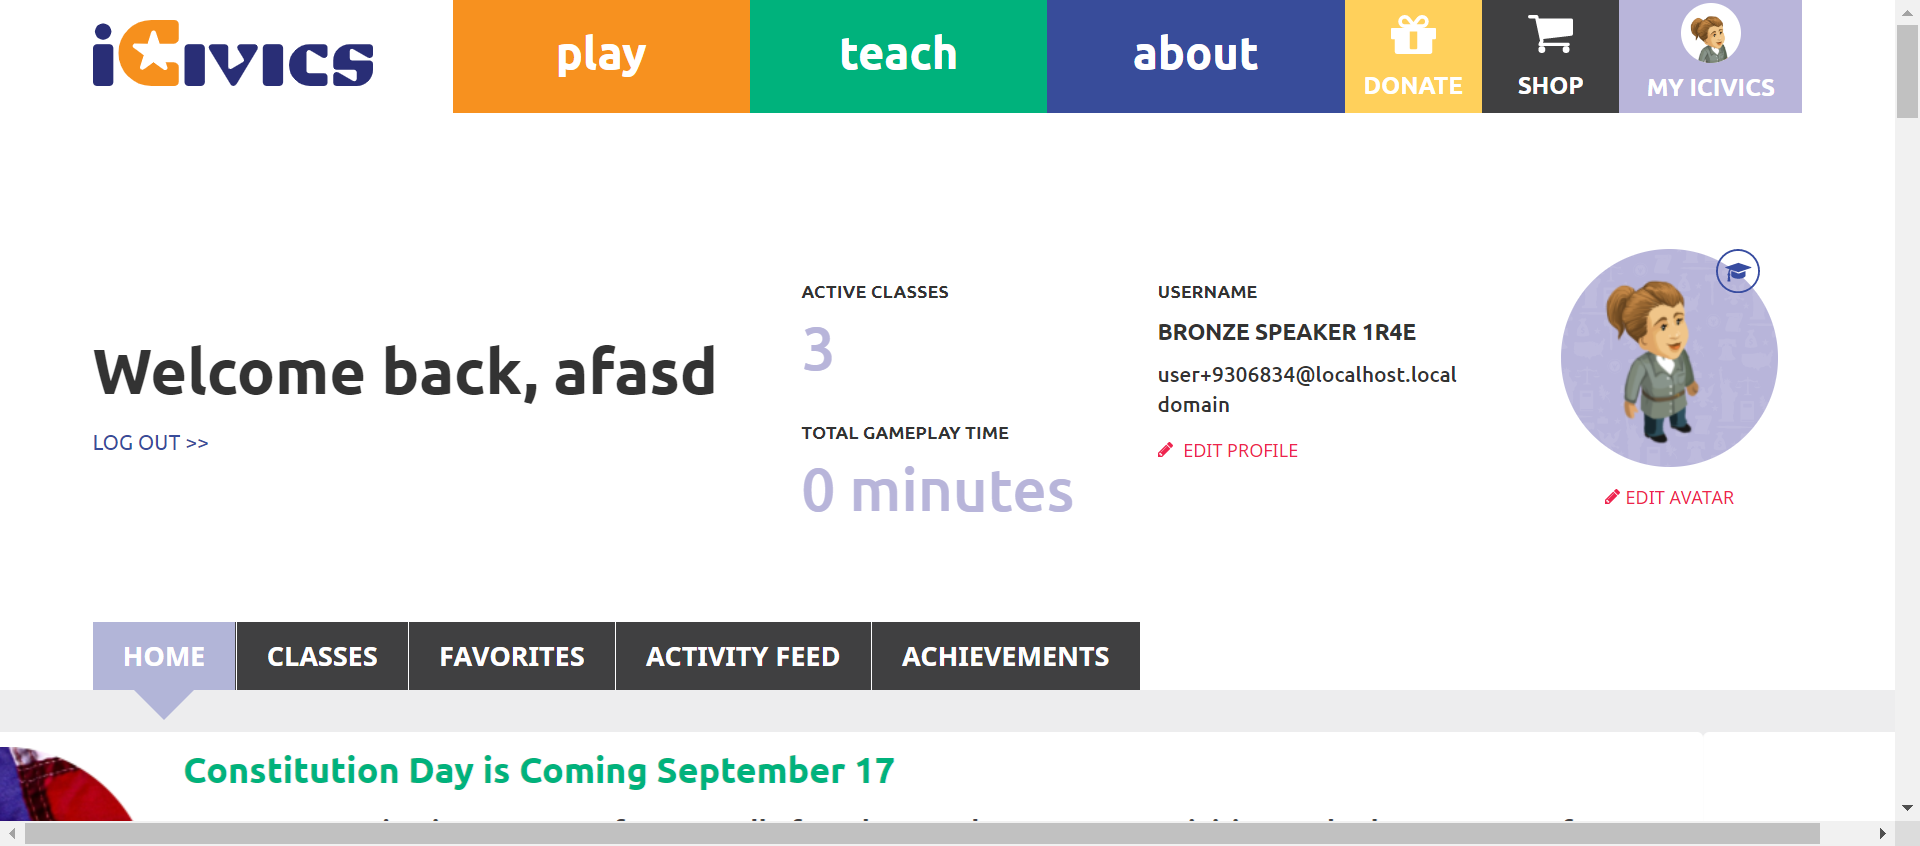 iCivics
play
teach
about
DONATE
SHOP
MY ICIVICS
Welcome back, afasd
LOG OUT >>
ACTIVE CLASSES
3
TOTAL GAMEPLAY TIME
0 minutes
USERNAME
BRONZE SPEAKER 1R4E
user+9306834@localhost.local
domain
EDIT PROFILE
EDIT AVATAR
HOME
CLASSES
FAVORITES
ACTIVITY FEED
ACHIEVEMENTS
Constitution Day is Coming September 17